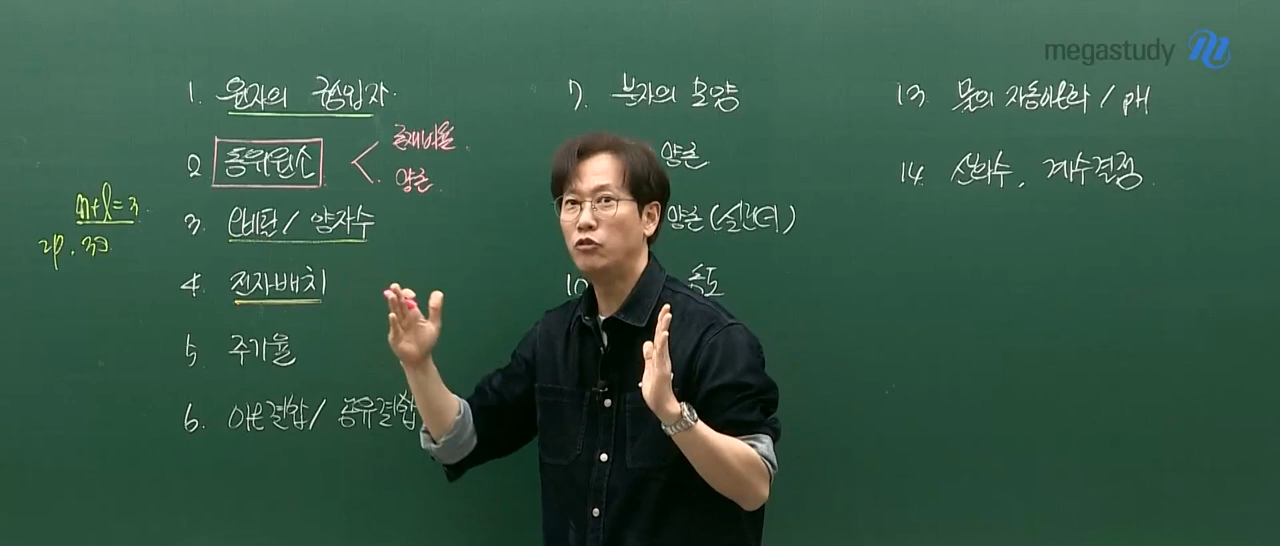 megastudy
1. 원자의 구성입자.
2 동위원소 < 존재비율.
양론.
n+l=3.
2p. 3s.
3. 오비탈 / 양자수
4. 전자배치
5 주기율
6. 이온결합 / 공유결합
7. 분자의 모양
양론.
양론(실린더)
10 농도
13 물의 자동이온화 / pH
14. 산화수, 계수결정.